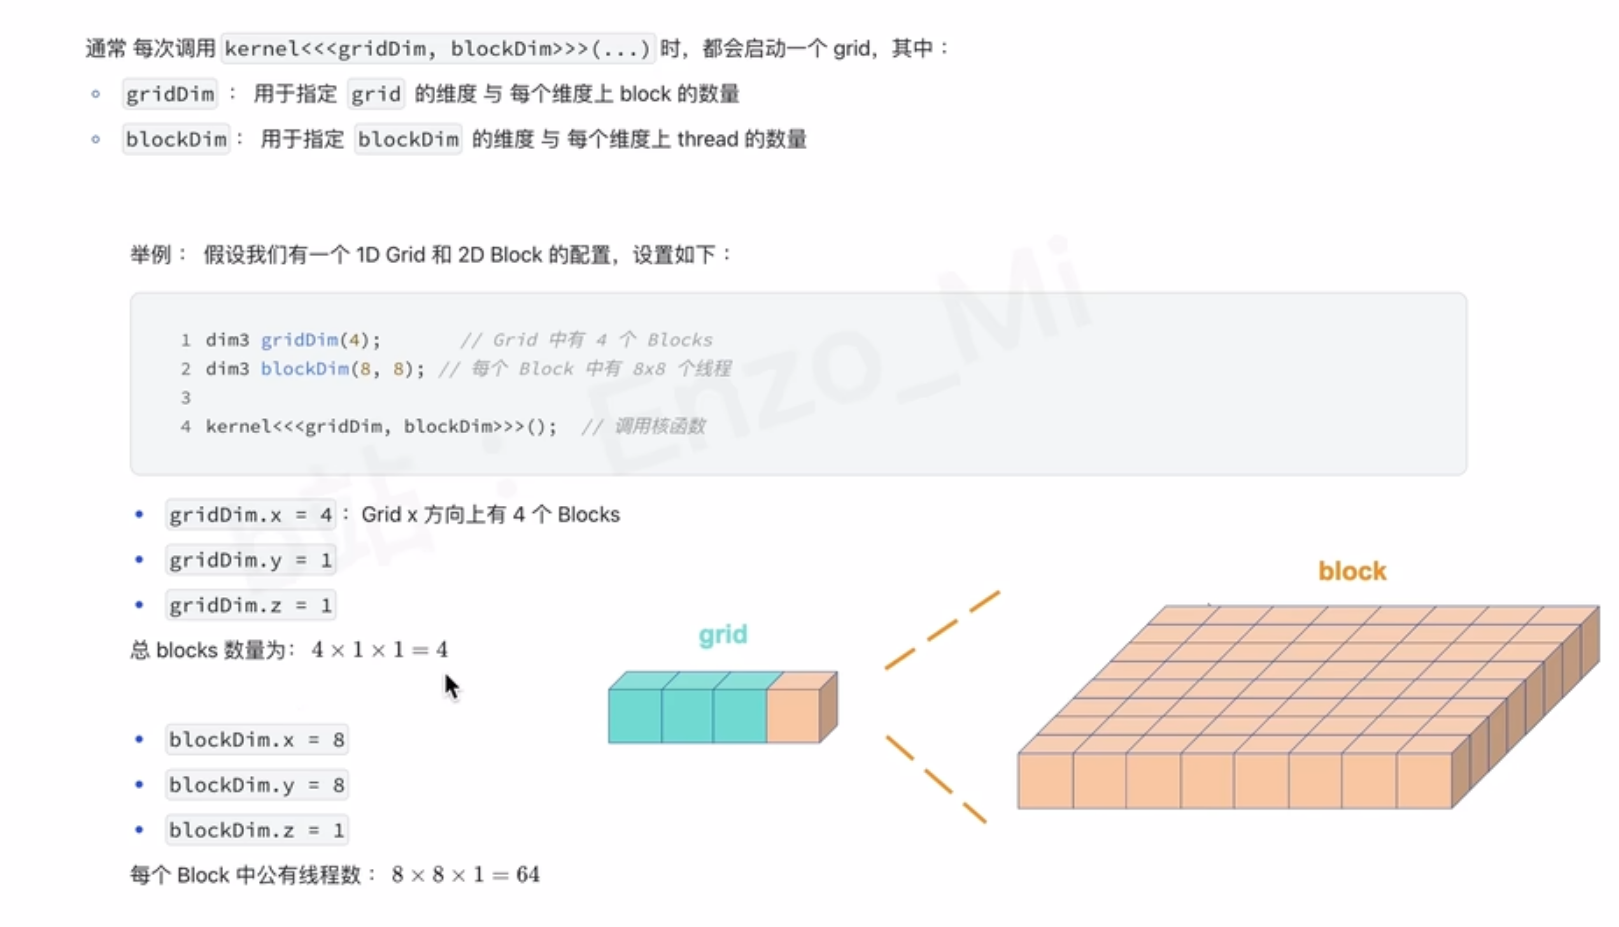 通常 每次调用 kernel<<<gridDim, blockDim>>>(...) 时，都会启动一个 grid，其中：
gridDim ： 用于指定 grid 的维度 与 每个维度上 block 的数量
blockDim ： 用于指定 blockDim 的维度 与 每个维度上 thread 的数量
举例： 假设我们有一个 1D Grid 和 2D Block 的配置，设置如下：
1 dim3 gridDim(4); // Grid 中有 4 个 Blocks
2 dim3 blockDim(8, 8); // 每个 Block 中有 8x8 个线程
3
4 kernel<<<gridDim, blockDim>>>(); // 调用核函数
gridDim.x = 4 ： Grid x 方向上有 4 个 Blocks
gridDim.y = 1
gridDim.z = 1
总 blocks 数量为： 4 × 1 × 1 = 4
blockDim.x = 8
blockDim.y = 8
blockDim.z = 1
每个 Block 中公有线程数： 8 × 8 × 1 = 64
grid
block
b站 ： Enzo_Mi